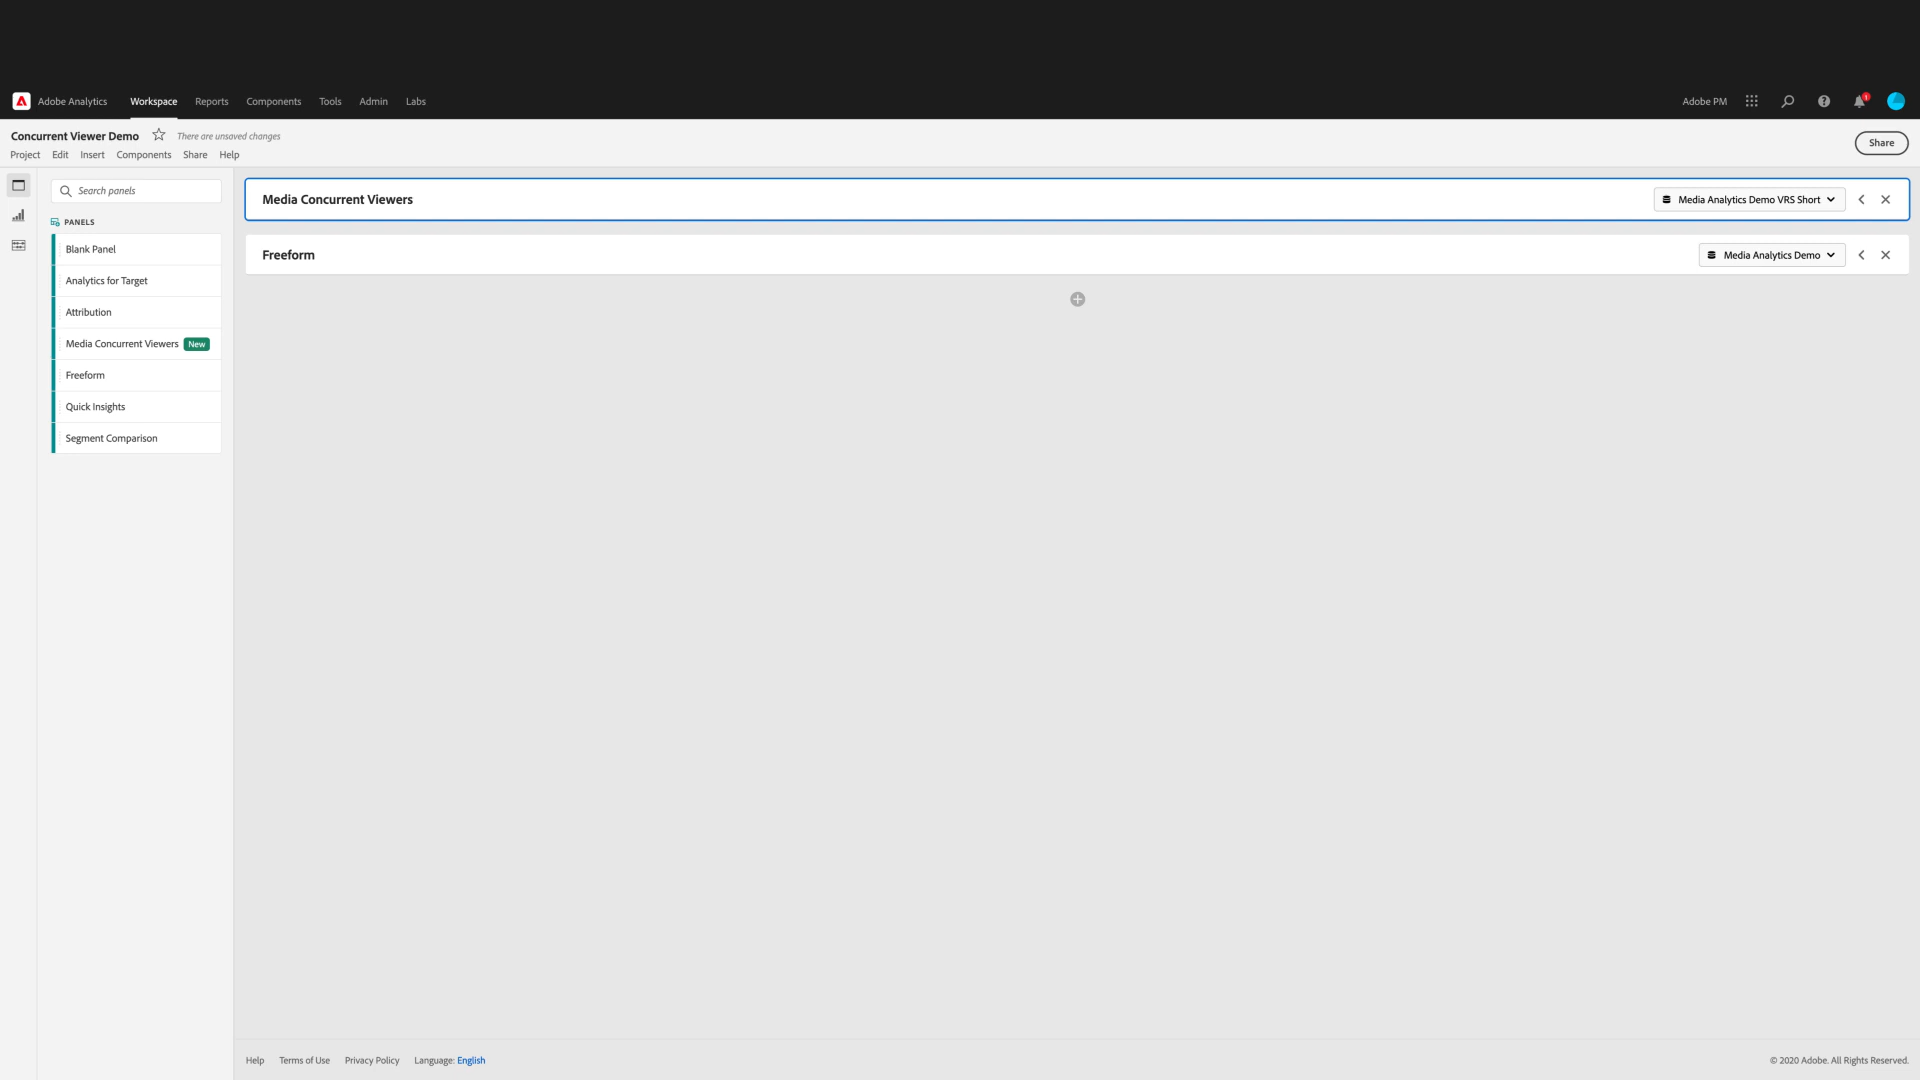 Adobe Analytics Workspace Reports Components Tools Admin Labs Adobe PM 1
Concurrent Viewer Demo There are unsaved changes
Project Edit Insert Components Share Help Share
Search panels
PANELS
Blank Panel
Analytics for Target
Attribution
Media Concurrent Viewers New
Freeform
Quick Insights
Segment Comparison
Media Concurrent Viewers Media Analytics Demo VRS Short
Freeform Media Analytics Demo
Help Terms of Use Privacy Policy Language: English © 2020 Adobe. All Rights Reserved.